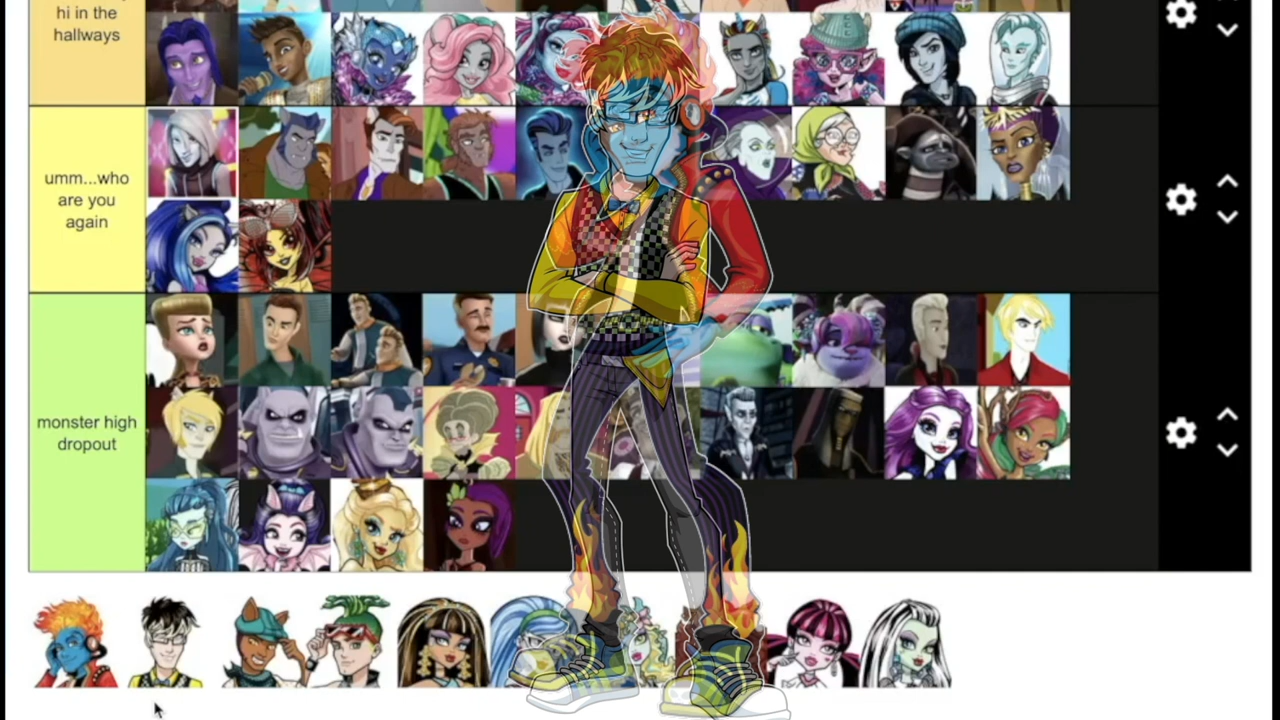 hi in the
hallways
umm...who
are you
again
monster high
dropout